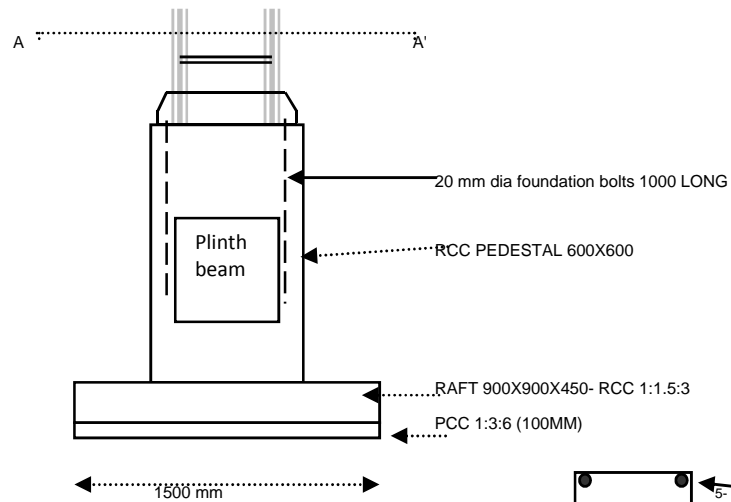 A A'
20 mm dia foundation bolts 1000 LONG
Plinth
beam
RCC PEDESTAL 600X600
RAFT 900X900X450- RCC 1:1.5:3
PCC 1:3:6 (100MM)
1500 mm
5-